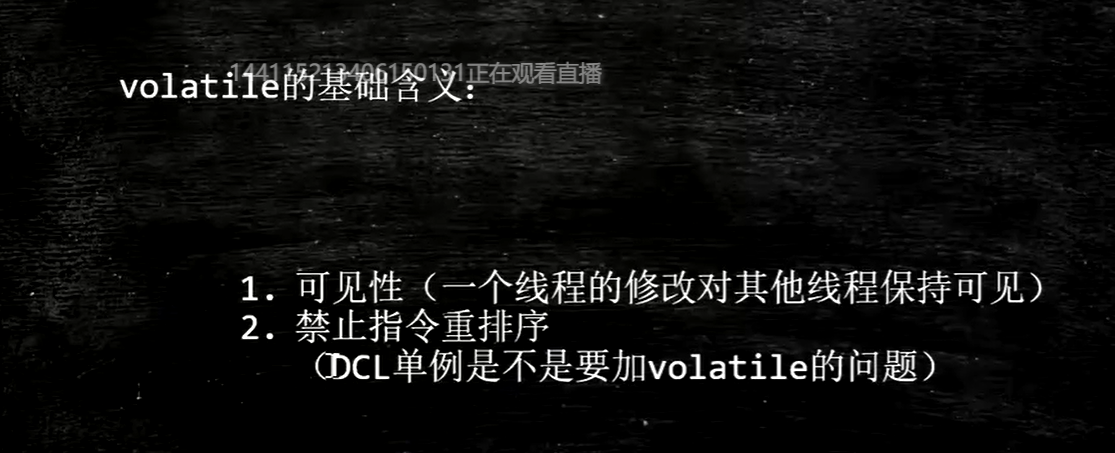 144115213406150131正在观看直播
volatile的基础含义:
1. 可见性（一个线程的修改对其他线程保持可见）
2. 禁止指令重排序
（DCL单例是不是要加volatile的问题）